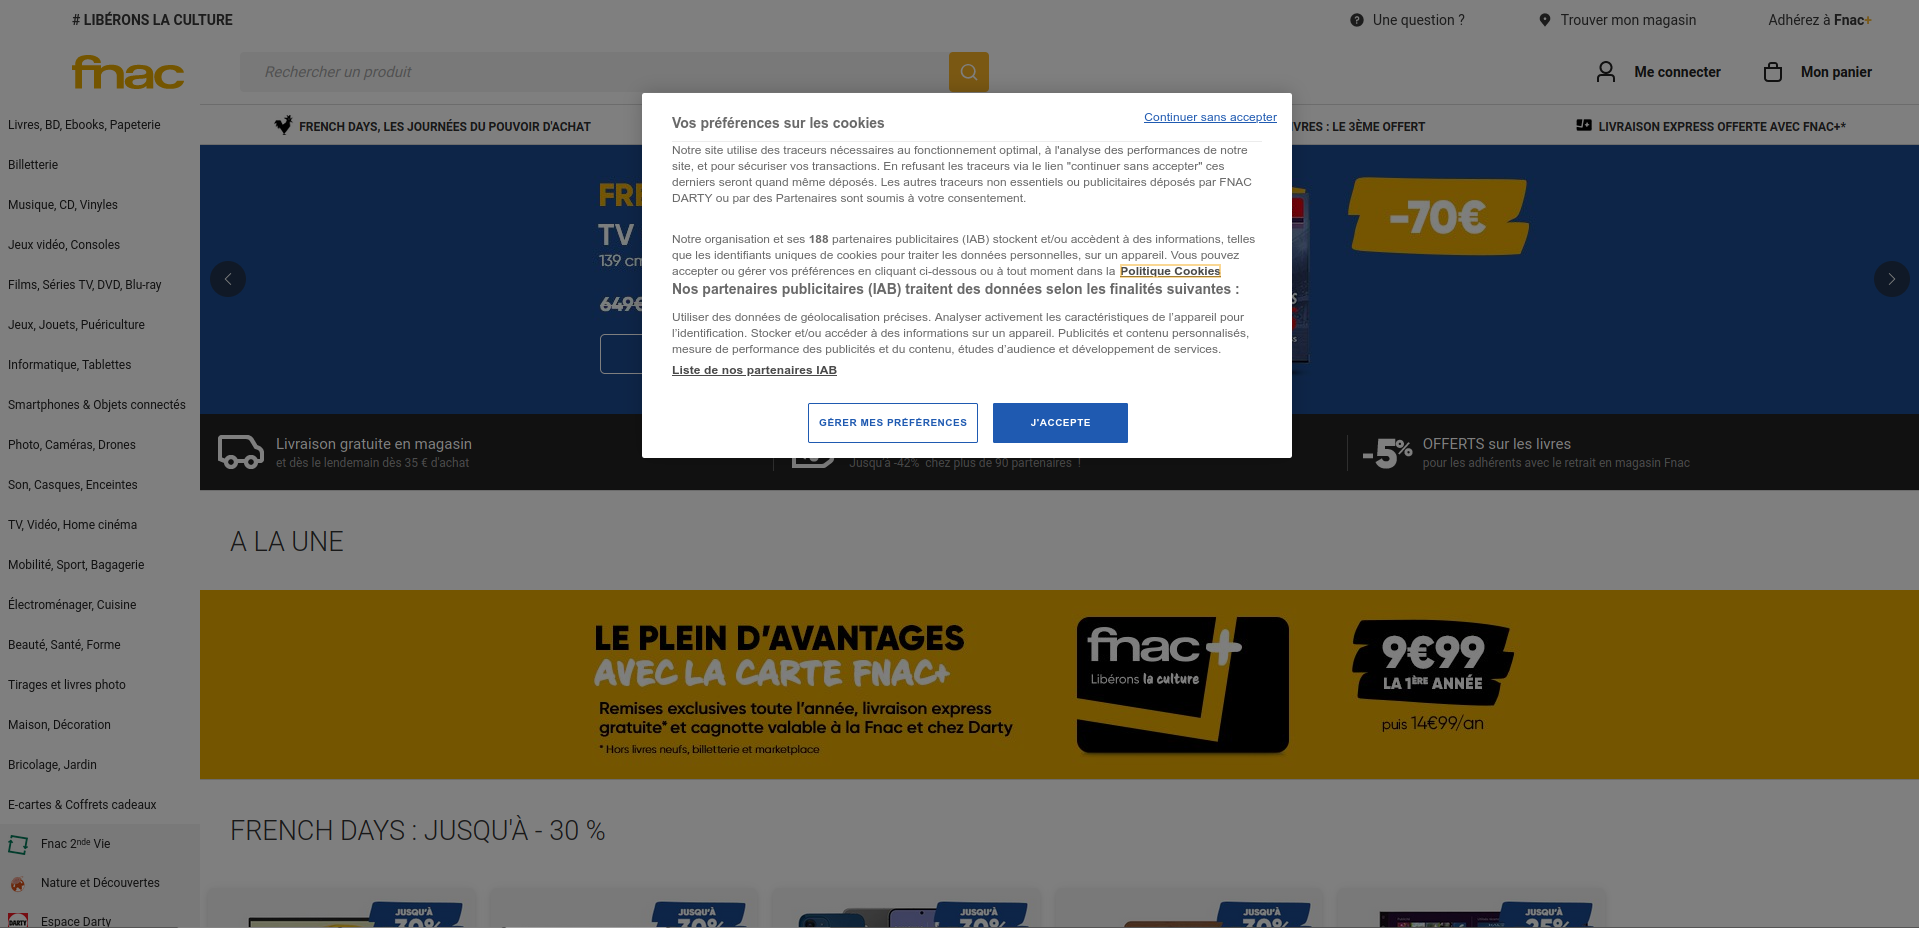 # LIBÉRONS LA CULTURE
Une question ?
Trouver mon magasin
Adhérez à Fnac+
fnac
Rechercher un produit
Me connecter
Mon panier
Livres, BD, Ebooks, Papeterie
Billetterie
Musique, CD, Vinyles
Jeux vidéo, Consoles
Films, Séries TV, DVD, Blu-ray
Jeux, Jouets, Puériculture
Informatique, Tablettes
Smartphones & Objets connectés
Photo, Caméras, Drones
Son, Casques, Enceintes
TV, Vidéo, Home cinéma
Mobilité, Sport, Bagagerie
Électroménager, Cuisine
Beauté, Santé, Forme
Tirages et livres photo
Maison, Décoration
Bricolage, Jardin
E-cartes & Coffrets cadeaux
Fnac 2nde Vie
Nature et Découvertes
DARTY
Espace Darty
FRENCH DAYS, LES JOURNÉES DU POUVOIR D'ACHAT
: LE 3ÈME OFFERT
LIVRAISON EXPRESS OFFERTE AVEC FNAC+*
TV
139
-70€
Vos préférences sur les cookies
Continuer sans accepter
Notre site utilise des traceurs nécessaires au fonctionnement optimal, à l'analyse des performances de notre
site, et pour sécuriser vos transactions. En refusant les traceurs via le lien "continuer sans accepter" ces
derniers seront quand même déposés. Les autres traceurs non essentiels ou publicitaires déposés par FNAC
DARTY ou par des Partenaires sont soumis à votre consentement.
Notre organisation et ses 188 partenaires publicitaires (IAB) stockent et/ou accèdent à des informations, telles
que les identifiants uniques de cookies pour traiter les données personnelles, sur un appareil. Vous pouvez
accepter ou gérer vos préférences en cliquant ci-dessous ou à tout moment dans la Politique Cookies
Nos partenaires publicitaires (IAB) traitent des données selon les finalités suivantes :
Utiliser des données de géolocalisation précises. Analyser activement les caractéristiques de l’appareil pour
l’identification. Stocker et/ou accéder à des informations sur un appareil. Publicités et contenu personnalisés,
mesure de performance des publicités et du contenu, études d’audience et développement de services.
Liste de nos partenaires IAB
GÉRER MES PRÉFÉRENCES
J'ACCEPTE
Livraison gratuite en magasin
et dès le lendemain dès 35 € d'achat
Jusqu'à -42% chez plus de 90 partenaires !
-5%
OFFERTS sur les livres
pour les adhérents avec le retrait en magasin Fnac
A LA UNE
LE PLEIN D’AVANTAGES
AVEC LA CARTE FNAC+
Remises exclusives toute l’année, livraison express
gratuite* et cagnotte valable à la Fnac et chez Darty
* Hors livres neufs, billetterie et marketplace
fnac+
Libérons la culture
9€99
LA 1ÈRE ANNÉE
puis 14€99/an
FRENCH DAYS : JUSQU'À - 30 %
JUSQU'À
30%
JUSQU'À
30%
JUSQU'À
30%
JUSQU'À
30%
JUSQU'À
25%